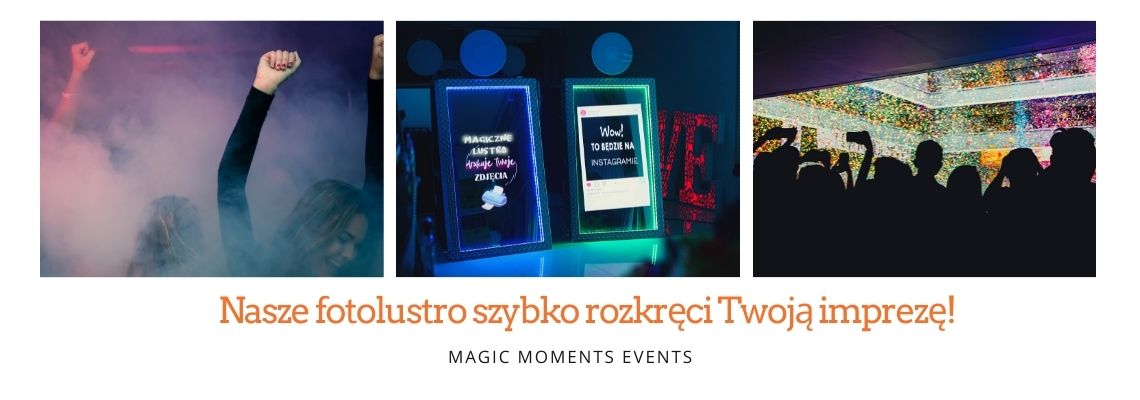 MAGICZNE
LUSTRO
drukuje Twoje
ZDJĘCIA
Wow!
TO BĘDZIE NA
INSTAGRAMIE
VE
Nasze fotolustro szybko rozkręci Twoją imprezę!
MAGIC MOMENTS EVENTS